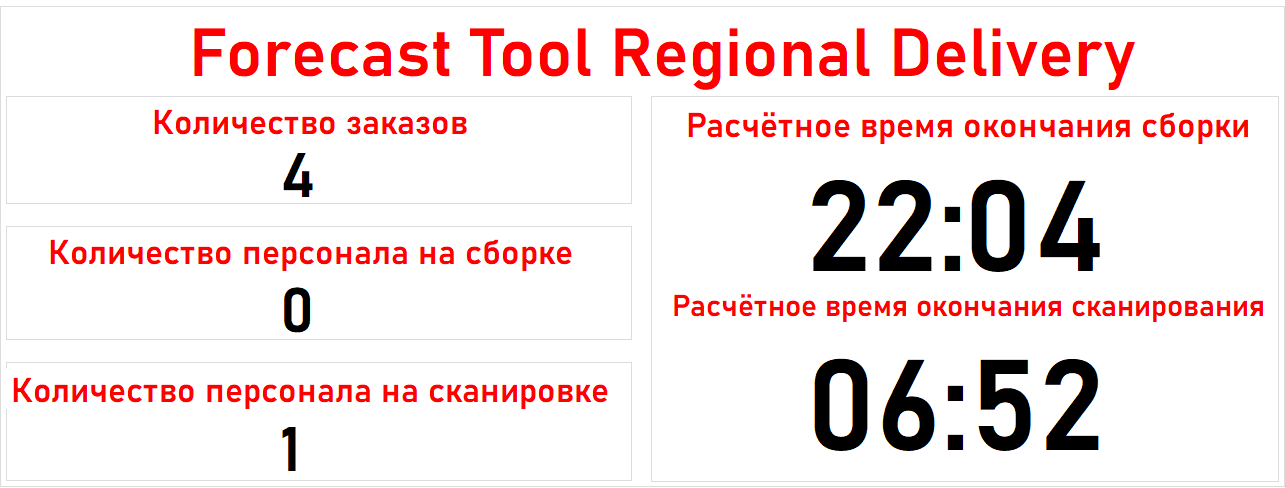 Forecast Tool Regional Delivery
Количество заказов
4
Количество персонала на сборке
0
Количество персонала на сканировке
1
Расчётное время окончания сборки
22:04
Расчётное время окончания сканирования
06:52